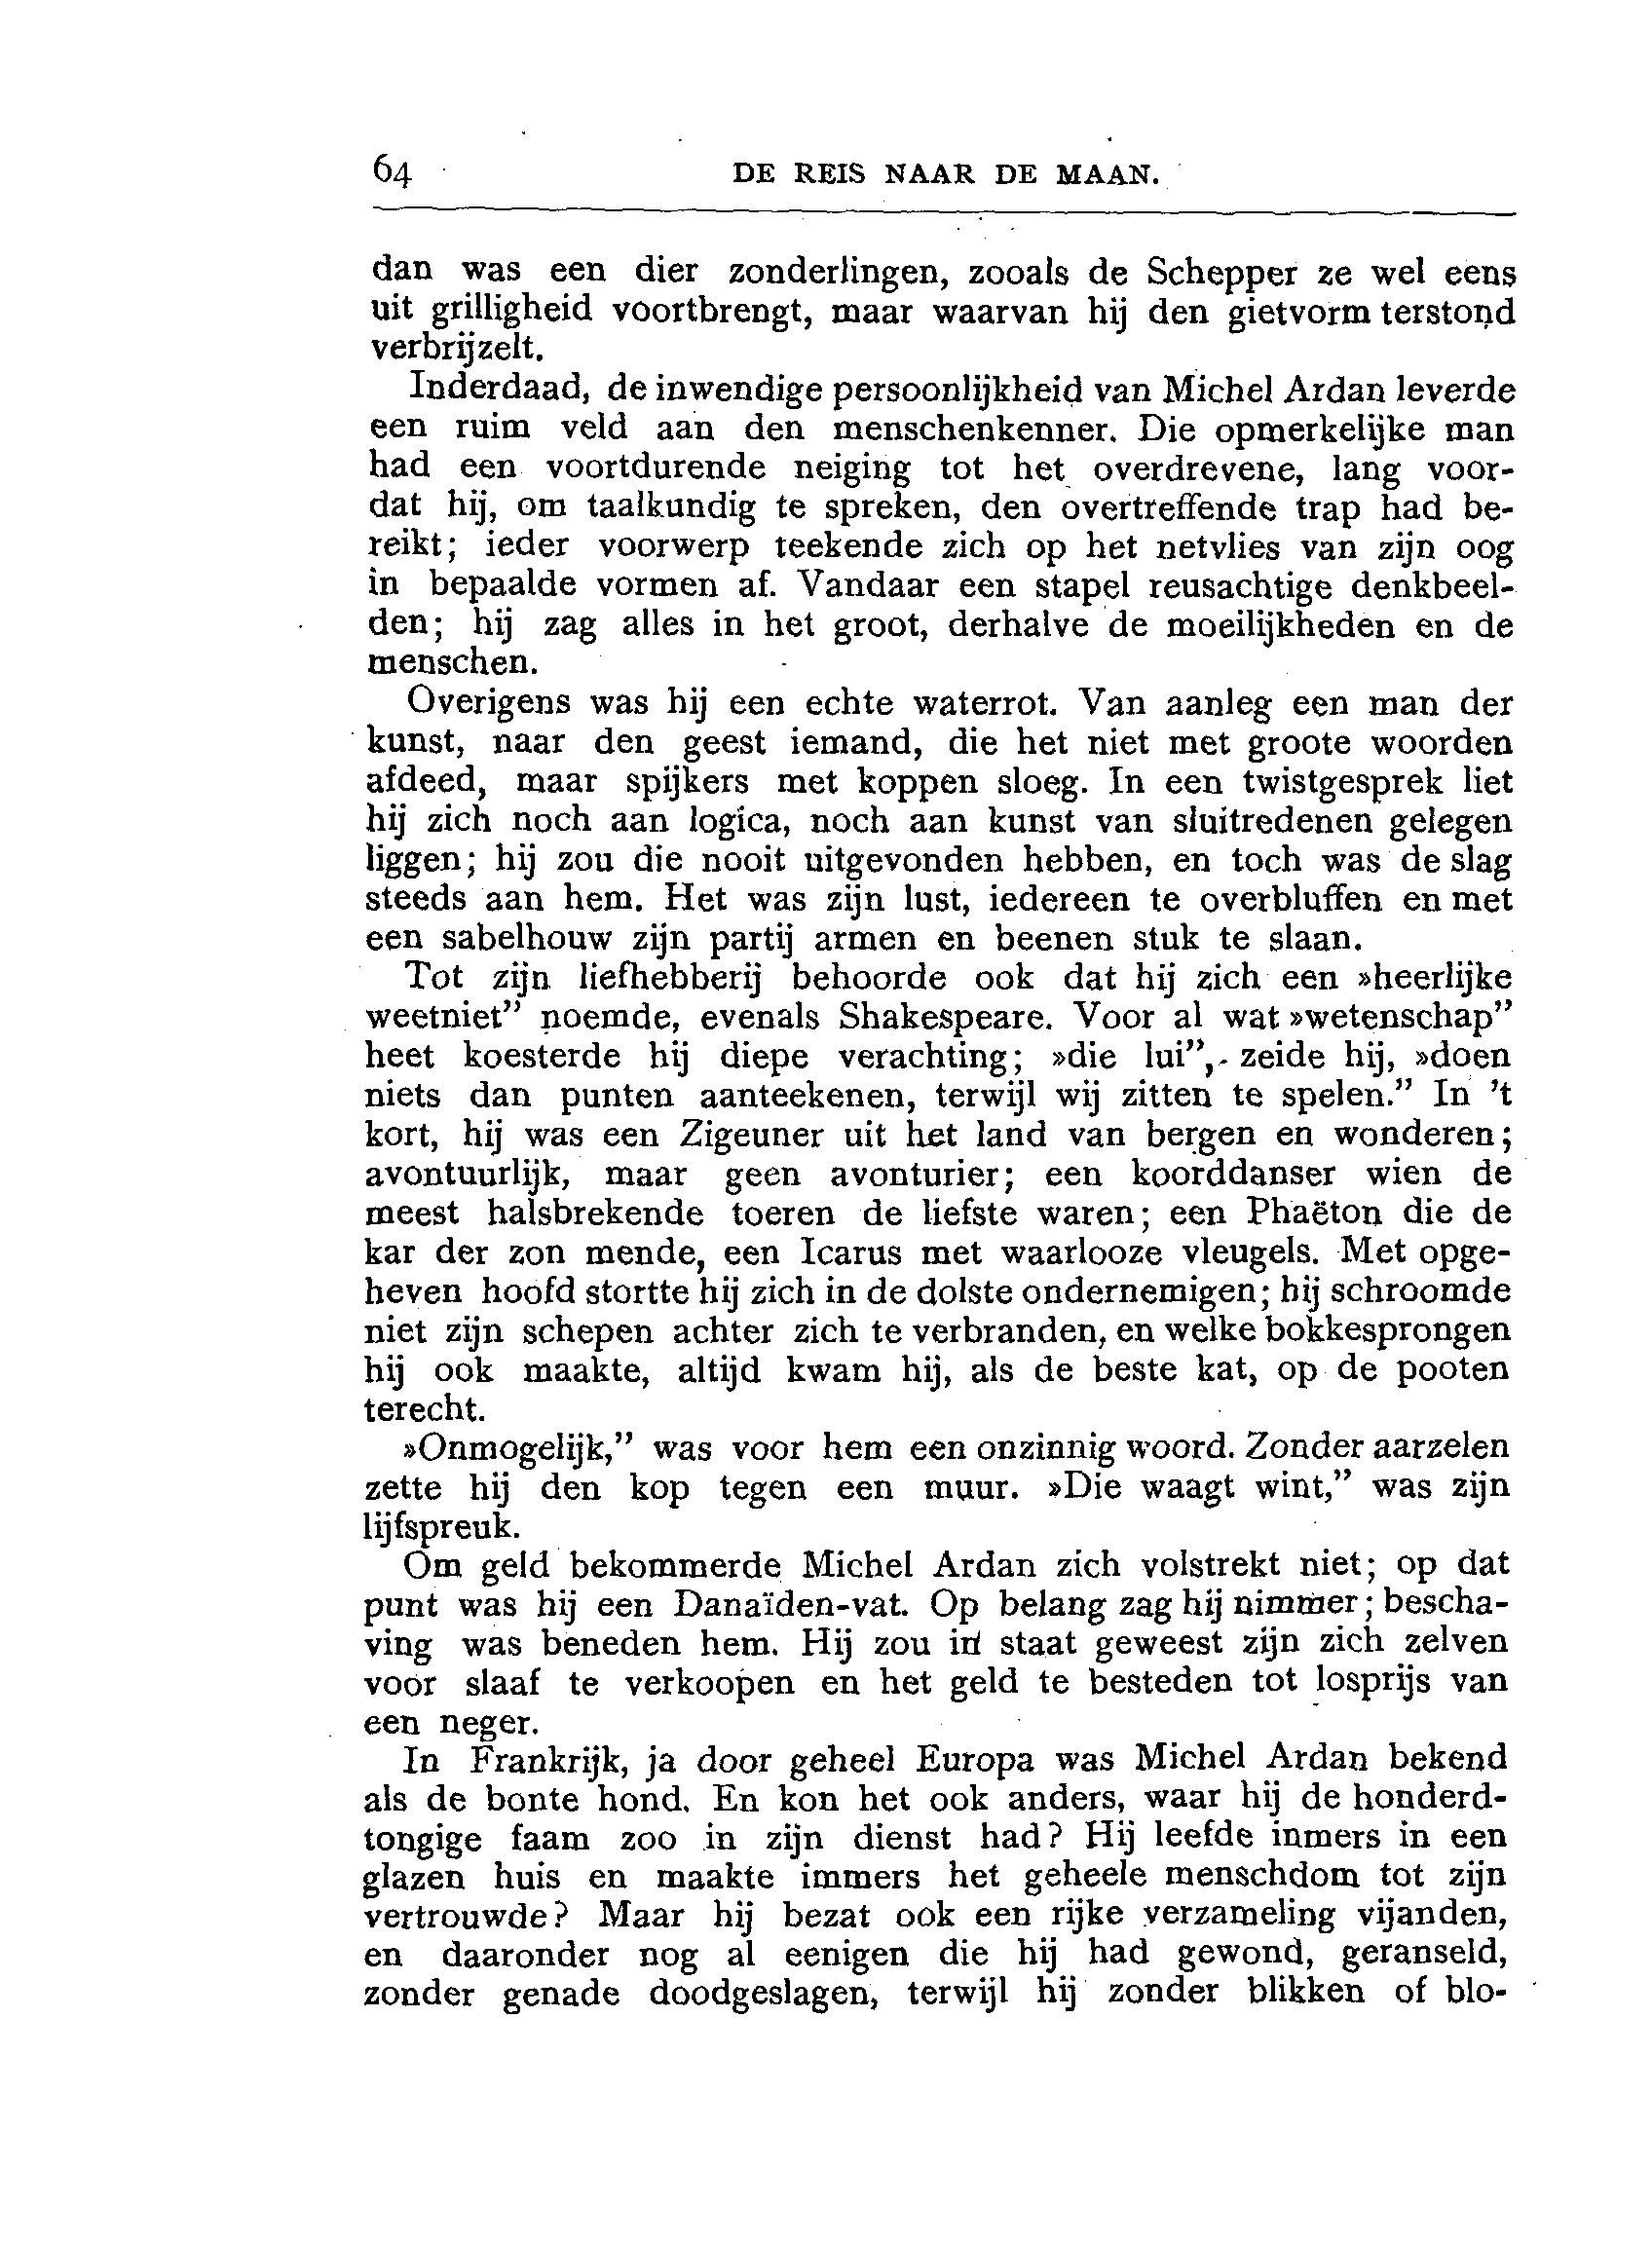 64 DE REIS NAAR DE MAAN.
dan was een dier zonderlingen, zooals de Schepper ze wel eens
uit grilligheid voortbrengt, maar waarvan hij den gietvorm terstond
verbrijzelt.
Inderdaad, de inwendige persoonlijkheid van Michel Ardan leverde
een ruim veld aan den menschenkenner. Die opmerkelijke man
had een voortdurende neiging tot het overdrevene, lang voor-
dat hij, om taalkundig te spreken, den overtreffende trap had be-
reikt; ieder voorwerp teekende zich op het netvlies van zijn oog
in bepaalde vormen af. Vandaar een stapel reusachtige denkbeel-
den; hij zag alles in het groot, derhalve de moeilijkheden en de
menschen.
Overigens was hij een echte waterrot. Van aanleg een man der
kunst, naar den geest iemand, die het niet met groote woorden
afdeed, maar spijkers met koppen sloeg. In een twistgesprek liet
hij zich noch aan logica, noch aan kunst van sluitredenen gelegen
liggen; hij zou die nooit uitgevonden hebben, en toch was de slag
steeds aan hem. Het was zijn lust, iedereen te overbluffen en met
een sabelhouw zijn partij armen en beenen stuk te slaan.
Tot zijn liefhebberij behoorde ook dat hij zich een »heerlijke
weetniet” noemde, evenals Shakespeare. Voor al wat »wetenschap”
heet koesterde hij diepe verachting; »die lui”, zeide hij, »doen
niets dan punten aanteekenen, terwijl wij zitten te spelen.” In ’t
kort, hij was een Zigeuner uit het land van bergen en wonderen;
avontuurlijk, maar geen avonturier; een koorddanser wien de
meest halsbrekende toeren de liefste waren; een Phaëton die de
kar der zon mende, een Icarus met waarlooze vleugels. Met opge-
heven hoofd stortte hij zich in de dolste ondernemigen; hij schroomde
niet zijn schepen achter zich te verbranden, en welke bokkesprongen
hij ook maakte, altijd kwam hij, als de beste kat, op de pooten
terecht.
»Onmogelijk,” was voor hem een onzinnig woord. Zonder aarzelen
zette hij den kop tegen een muur. »Die waagt wint,” was zijn
lijfspreuk.
Om geld bekommerde Michel Ardan zich volstrekt niet; op dat
punt was hij een Danaïden-vat. Op belang zag hij nimmer; bescha-
ving was beneden hem. Hij zou in staat geweest zijn zich zelven
voor slaaf te verkoopen en het geld te besteden tot losprijs van
een neger.
In Frankrijk, ja door geheel Europa was Michel Ardan bekend
als de bonte hond. En kon het ook anders, waar hij de honderd-
tongige faam zoo in zijn dienst had? Hij leefde inmers in een
glazen huis en maakte immers het geheele menschdom tot zijn
vertrouwde? Maar hij bezat ook een rijke verzameling vijanden,
en daaronder nog al eenigen die hij had gewond, geranseld,
zonder genade doodgeslagen, terwijl hij zonder blikken of blo-